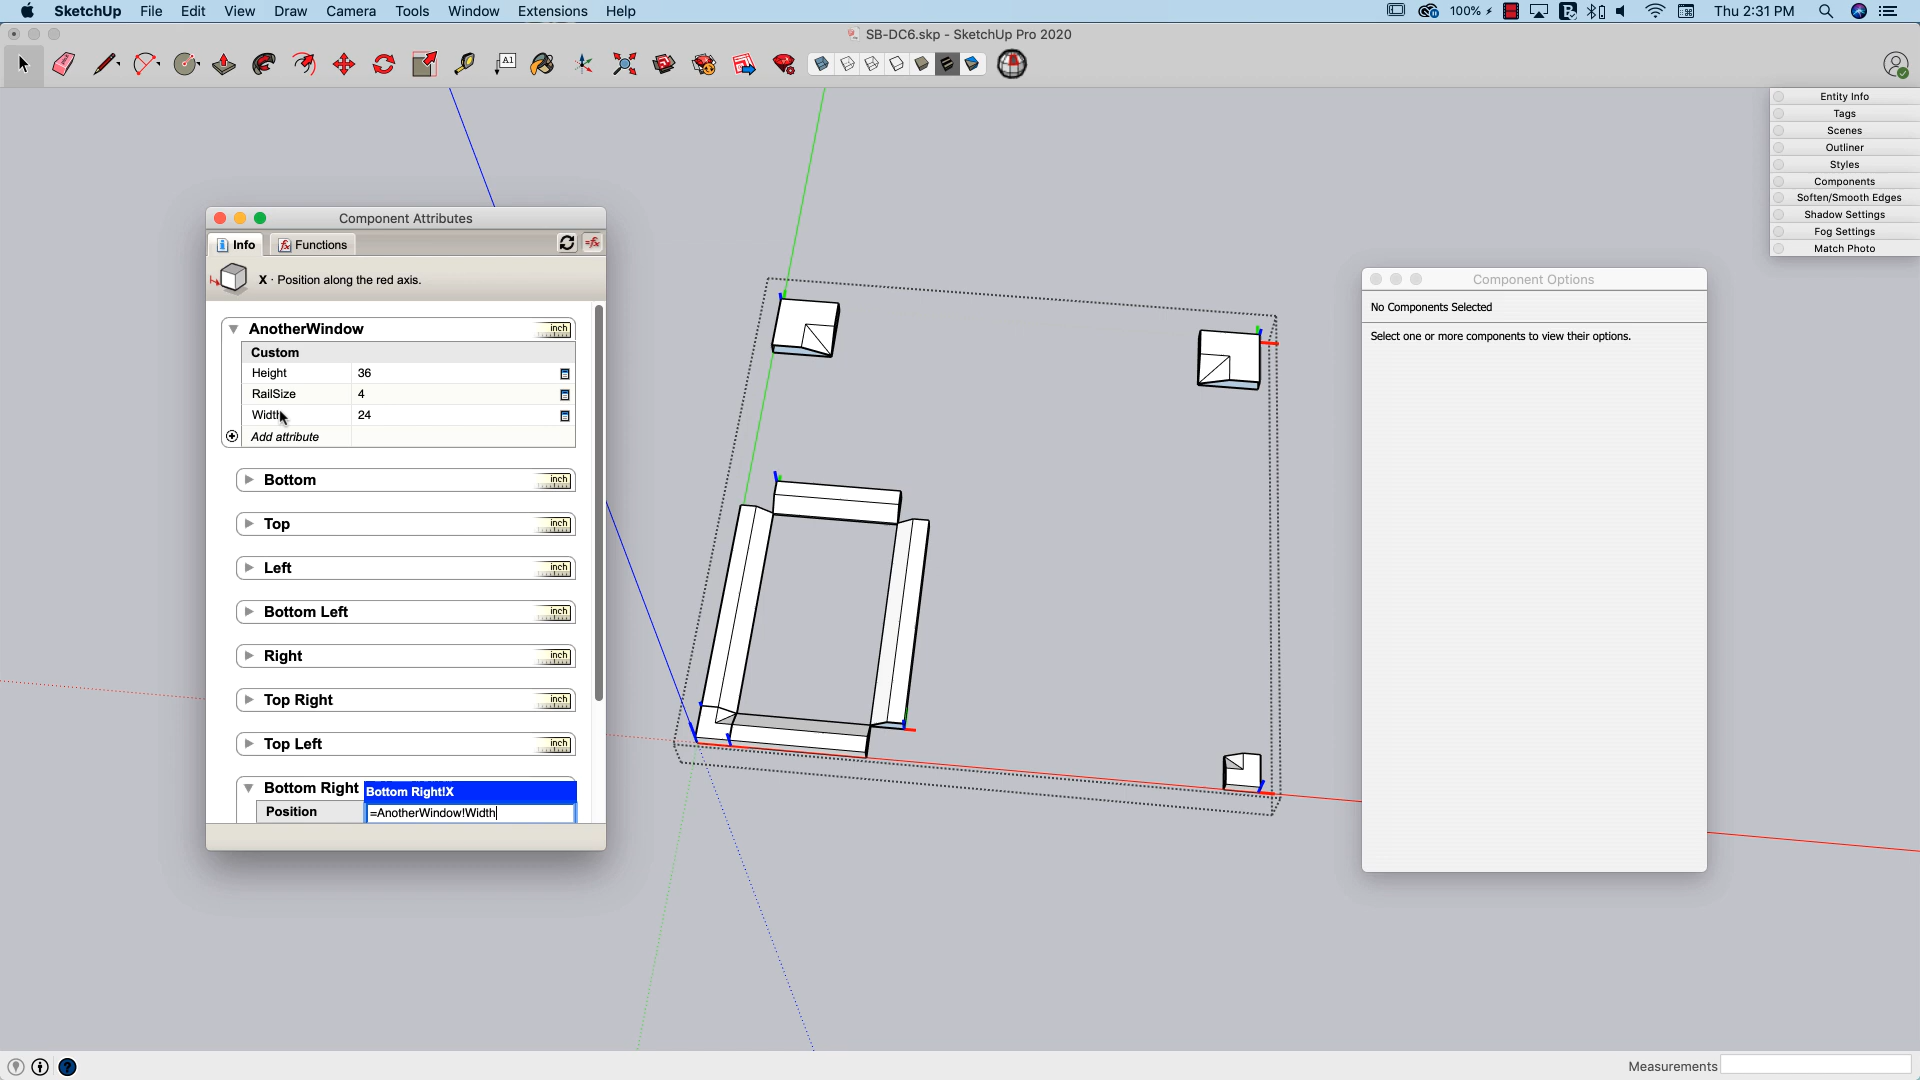 SketchUp File Edit View Draw Camera Tools Window Extensions Help 100% Thu 2:31 PM
SB-DC6.skp - SketchUp Pro 2020
A1
Entity Info
Tags
Scenes
Outliner
Styles
Components
Soften/Smooth Edges
Shadow Settings
Fog Settings
Match Photo
Component Attributes
Info Functions =fx
X · Position along the red axis.
AnotherWindow inch
Custom
Height 36
RailSize 4
Width 24
Add attribute
Bottom inch
Top inch
Left inch
Bottom Left inch
Right inch
Top Right inch
Top Left inch
Bottom Right Bottom Right!X
Position =AnotherWindow!Width
Component Options
No Components Selected
Select one or more components to view their options.
Measurements